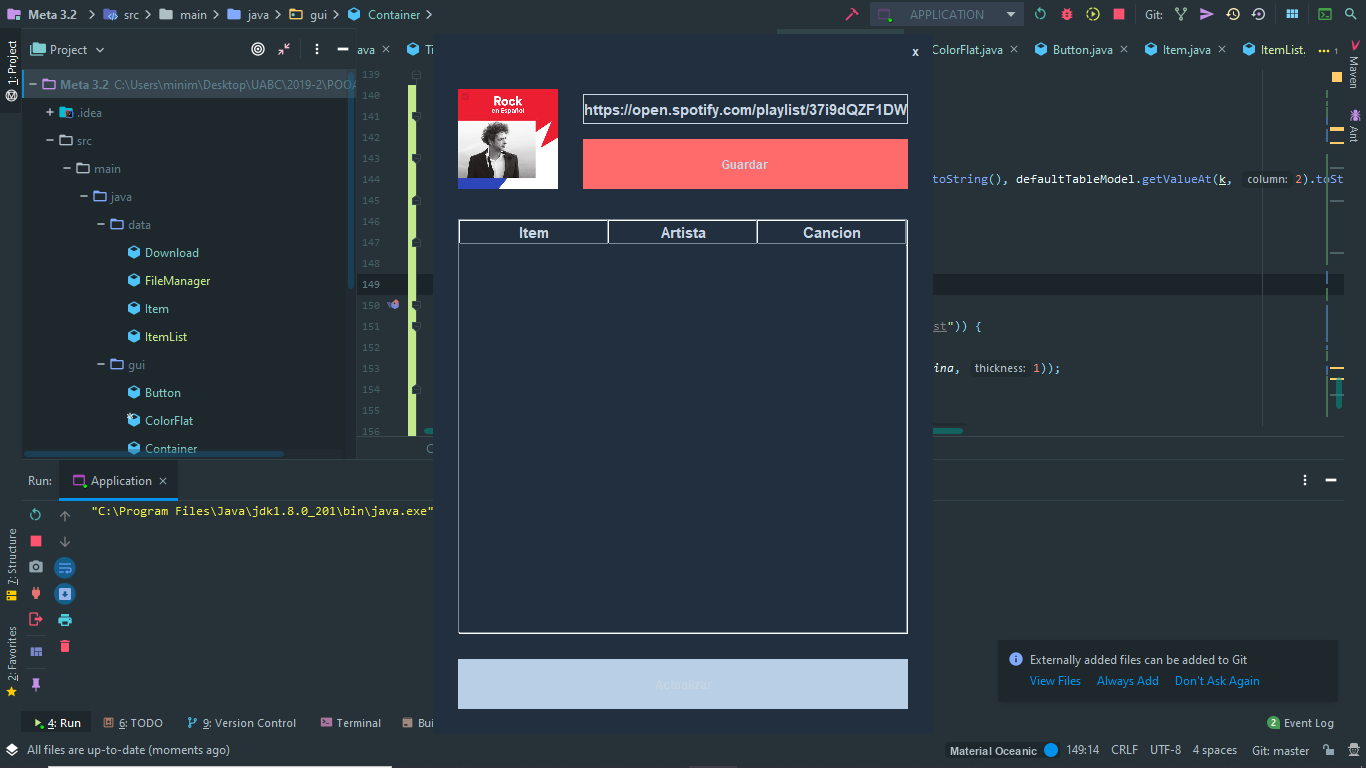 Meta 3.2 src main java gui Container APPLICATION Git:
1: Project
Project
Meta 3.2 C:\Users\minim\Desktop\UABC\2019-2\POOA
.idea
src
main
java
data
Download
FileManager
Item
ItemList
gui
Button
ColorFlat
Container
ava ColorFlat.java Button.java Item.java ItemList. 1
139
140
141
142
143
144
145
146
147
148
149
150
151
152
153
154
155
156
oString(), defaultTableModel.getValueAt(k, column: 2).toSt
st")) {
ina, thickness: 1));
x
Rock
en Español
https://open.spotify.com/playlist/37i9dQZF1DW
Guardar
Item Artista Cancion
Actualizar
Maven
Ant
Run: Application
"C:\Program Files\Java\jdk1.8.0_201\bin\java.exe"
7: Structure
2: Favorites
Externally added files can be added to Git
View Files Always Add Don't Ask Again
4: Run 6: TODO 9: Version Control Terminal Bui 2 Event Log
All files are up-to-date (moments ago) Material Oceanic 149:14 CRLF UTF-8 4 spaces Git: master